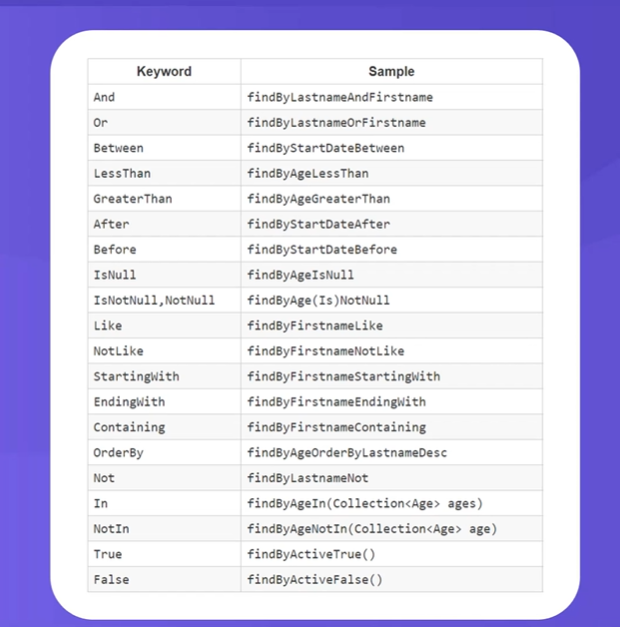 Keyword Sample
And findByLastnameAndFirstname
Or findByLastnameOrFirstname
Between findByStartDateBetween
LessThan findByAgeLessThan
GreaterThan findByAgeGreaterThan
After findByStartDateAfter
Before findByStartDateBefore
IsNull findByAgeIsNull
IsNotNull,NotNull findByAge(Is)NotNull
Like findByFirstnameLike
NotLike findByFirstnameNotLike
StartingWith findByFirstnameStartingWith
EndingWith findByFirstnameEndingWith
Containing findByFirstnameContaining
OrderBy findByAgeOrderByLastnameDesc
Not findByLastnameNot
In findByAgeIn(Collection<Age> ages)
NotIn findByAgeNotIn(Collection<Age> age)
True findByActiveTrue()
False findByActiveFalse()